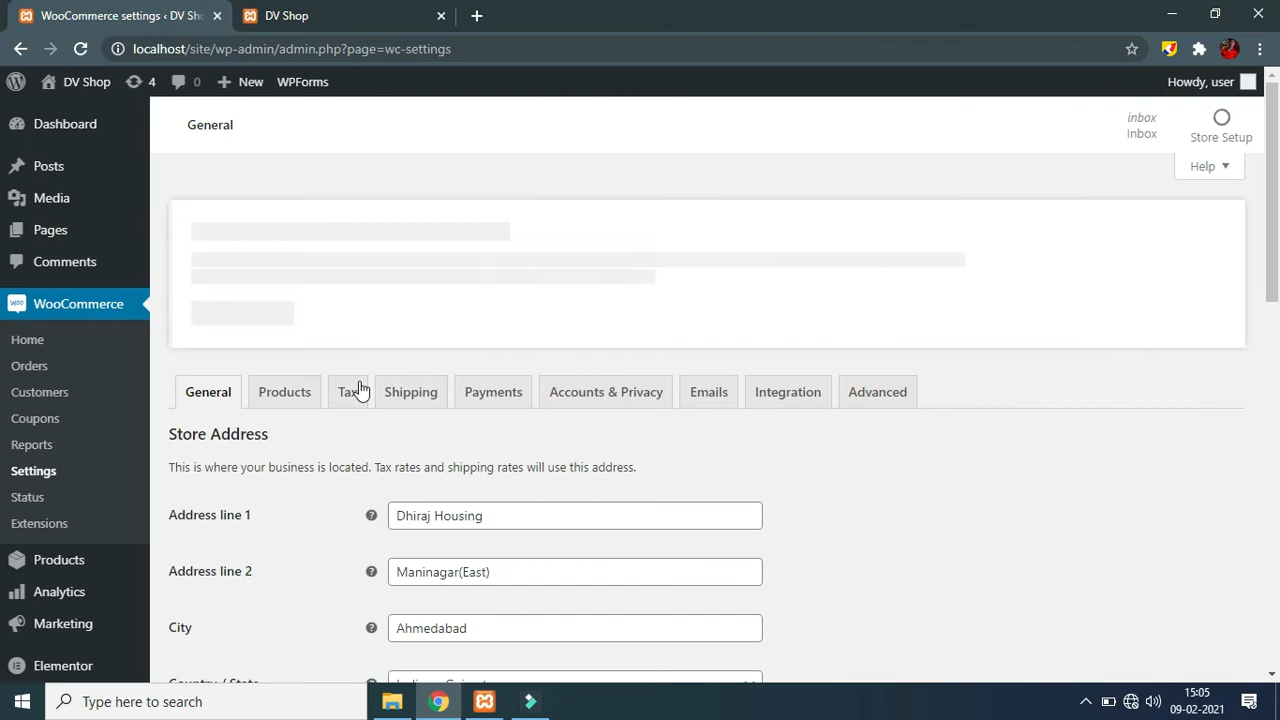 WooCommerce settings ‹ DV Sho
DV Shop
localhost/site/wp-admin/admin.php?page=wc-settings
DV Shop
4
0
New
WPForms
Howdy, user
Dashboard
Posts
Media
Pages
Comments
WooCommerce
Home
Orders
Customers
Coupons
Reports
Settings
Status
Extensions
Products
Analytics
Marketing
Elementor
General
inbox
Inbox
Store Setup
Help
General
Products
Tax
Shipping
Payments
Accounts & Privacy
Emails
Integration
Advanced
Store Address
This is where your business is located. Tax rates and shipping rates will use this address.
Address line 1
Dhiraj Housing
Address line 2
Maninagar(East)
City
Ahmedabad
Country / State
Type here to search
15:05
09-02-2021